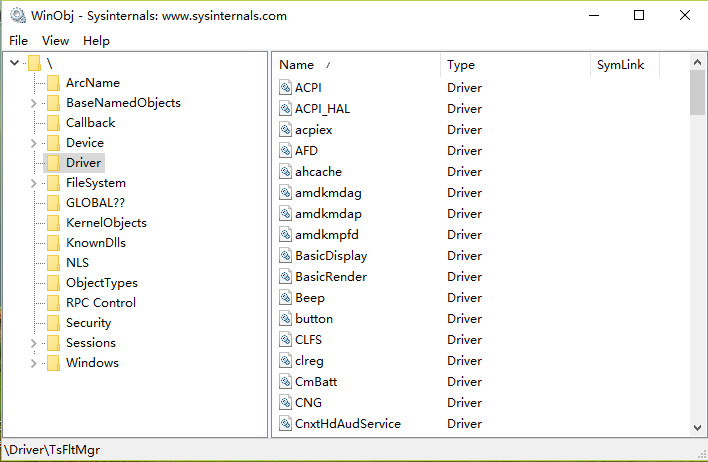 WinObj - Sysinternals: www.sysinternals.com
File View Help
\
ArcName
BaseNamedObjects
Callback
Device
Driver
FileSystem
GLOBAL??
KernelObjects
KnownDlls
NLS
ObjectTypes
RPC Control
Security
Sessions
Windows
Name / Type SymLink
ACPI Driver
ACPI_HAL Driver
acpiex Driver
AFD Driver
ahcache Driver
amdkmdag Driver
amdkmdap Driver
amdkmpfd Driver
BasicDisplay Driver
BasicRender Driver
Beep Driver
button Driver
CLFS Driver
clreg Driver
CmBatt Driver
CNG Driver
CnxtHdAudService Driver
\Driver\TsFltMgr